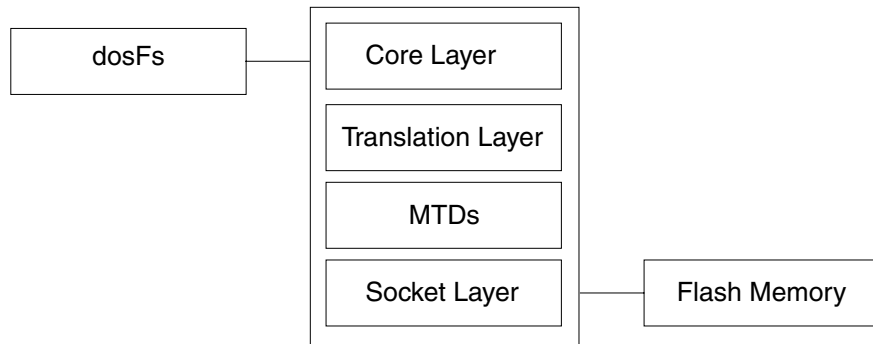 dosFs
Core Layer
Translation Layer
MTDs
Socket Layer
Flash Memory